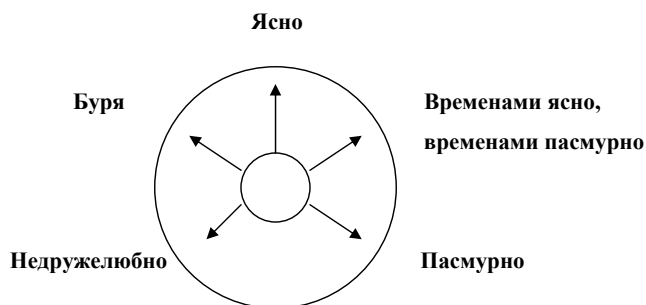 Ясно
Буря
Временами ясно,
временами пасмурно
Недружелюбно
Пасмурно